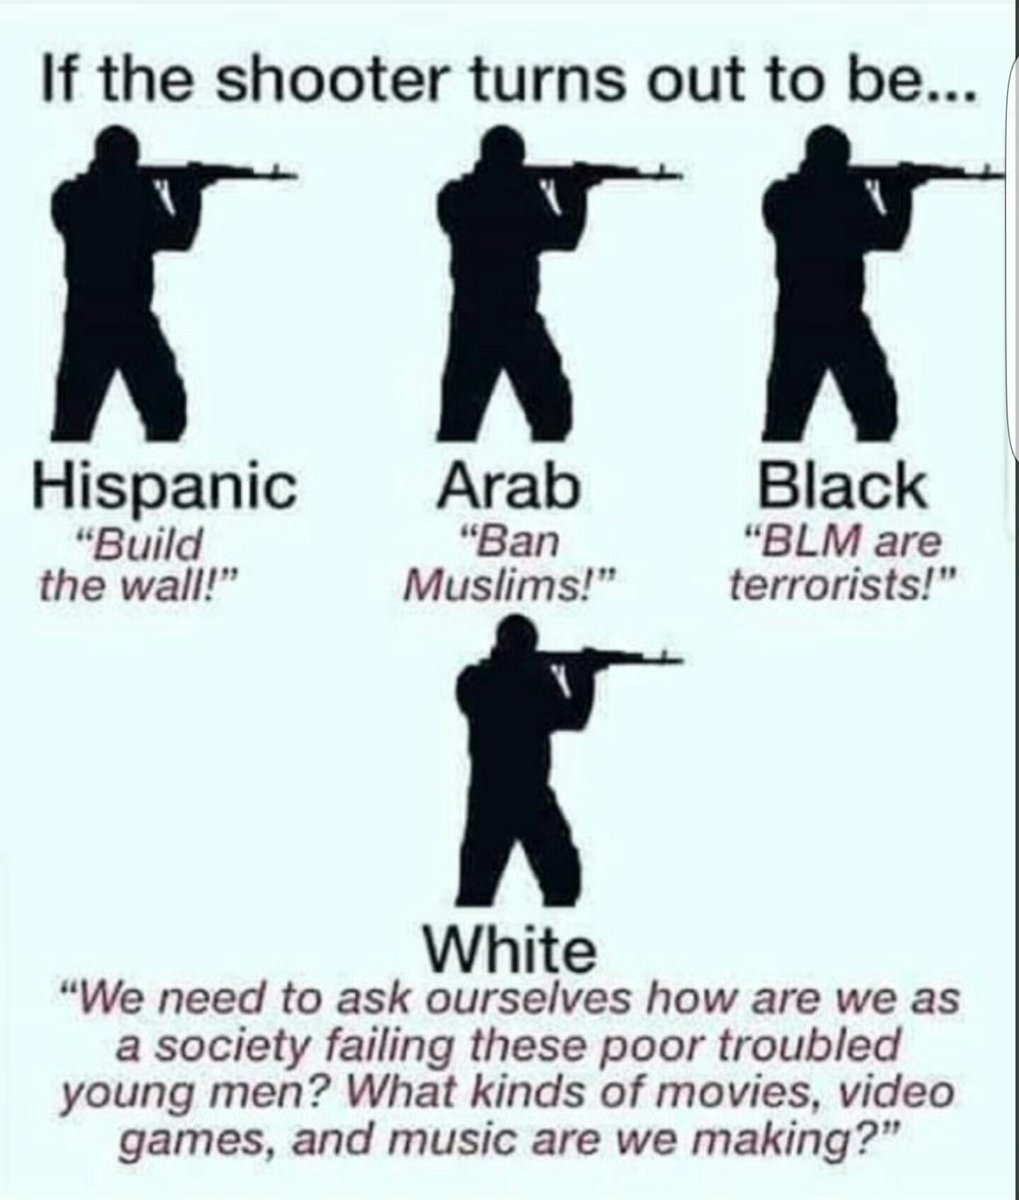 If the shooter turns out to be...
Hispanic
"Build
the wall!"
Arab
"Ban
Muslims!"
Black
"BLM are
terrorists!"
White
"We need to ask ourselves how are we as
a society failing these poor troubled
young men? What kinds of movies, video
games, and music are we making?"